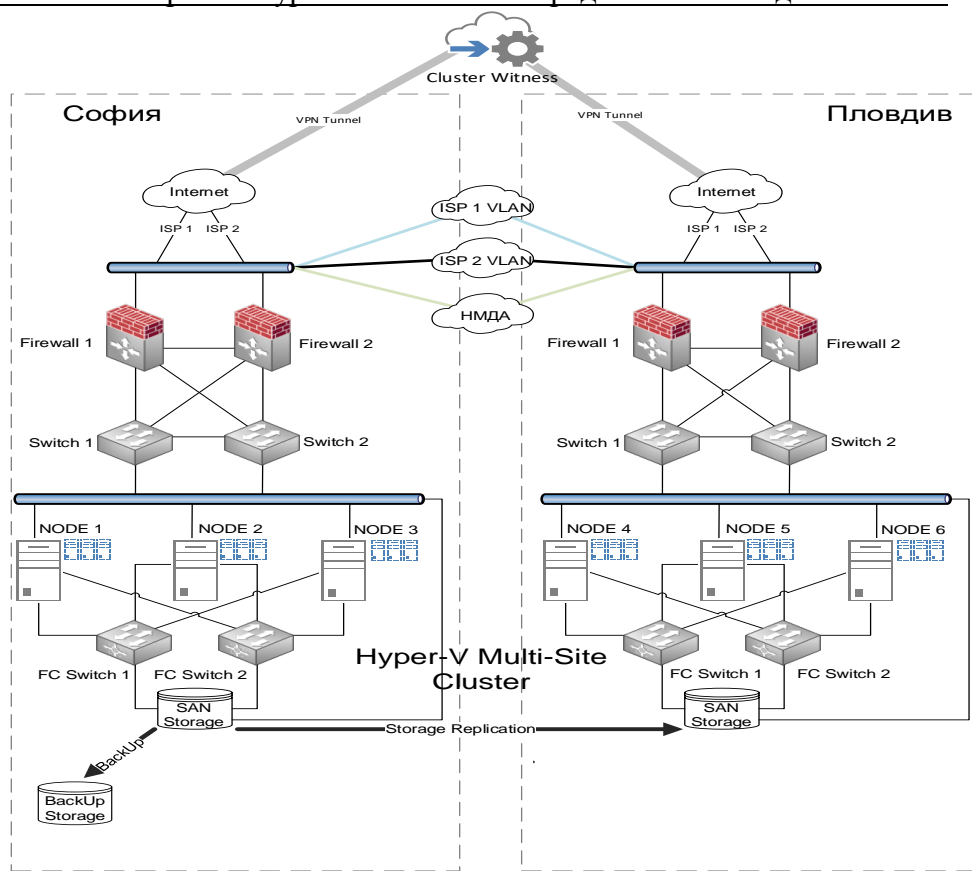 Cluster Witness
София
Пловдив
VPN Tunnel
VPN Tunnel
Internet
Internet
ISP 1 VLAN
ISP 1
ISP 2
ISP 1
ISP 2
ISP 2 VLAN
НМДА
Firewall 1
Firewall 2
Firewall 1
Firewall 2
Switch 1
Switch 2
Switch 1
Switch 2
NODE 1
NODE 2
NODE 3
NODE 4
NODE 5
NODE 6
Hyper-V Multi-Site
Cluster
FC Switch 1
FC Switch 2
FC Switch 1
FC Switch 2
SAN
Storage
SAN
Storage
Storage Replication
BackUp
BackUp
Storage